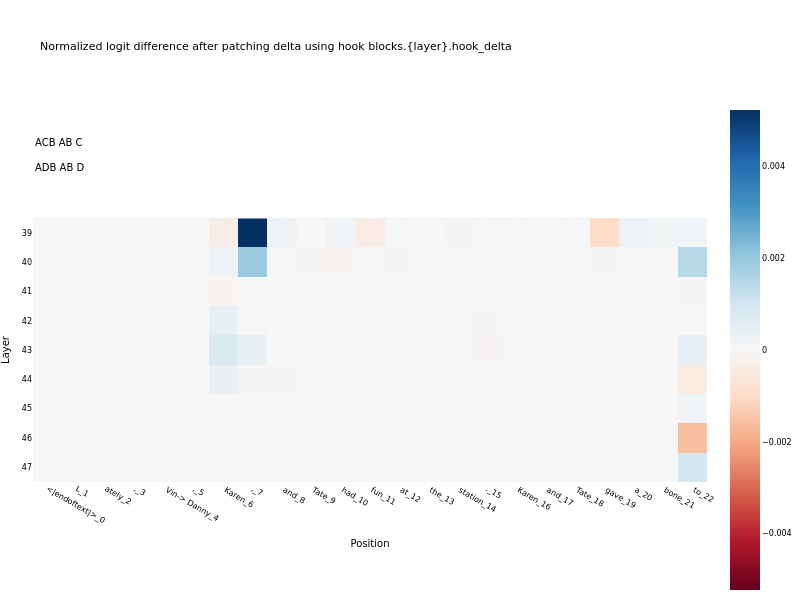 Normalized logit difference after patching delta using hook blocks.{layer}.hook_delta
ACB AB C
ADB AB D
0.004
0.002
0
−0.002
−0.004
39
40
41
42
43
44
45
46
47
Layer
<|endoftext|>_0
L_1
ately_2
,_3
Vin-> Danny_4
,_5
Karen_6
,_7
and_8
Tate_9
had_10
fun_11
at_12
the_13
station_14
._15
Karen_16
and_17
Tate_18
gave_19
a_20
bone_21
to_22
Position